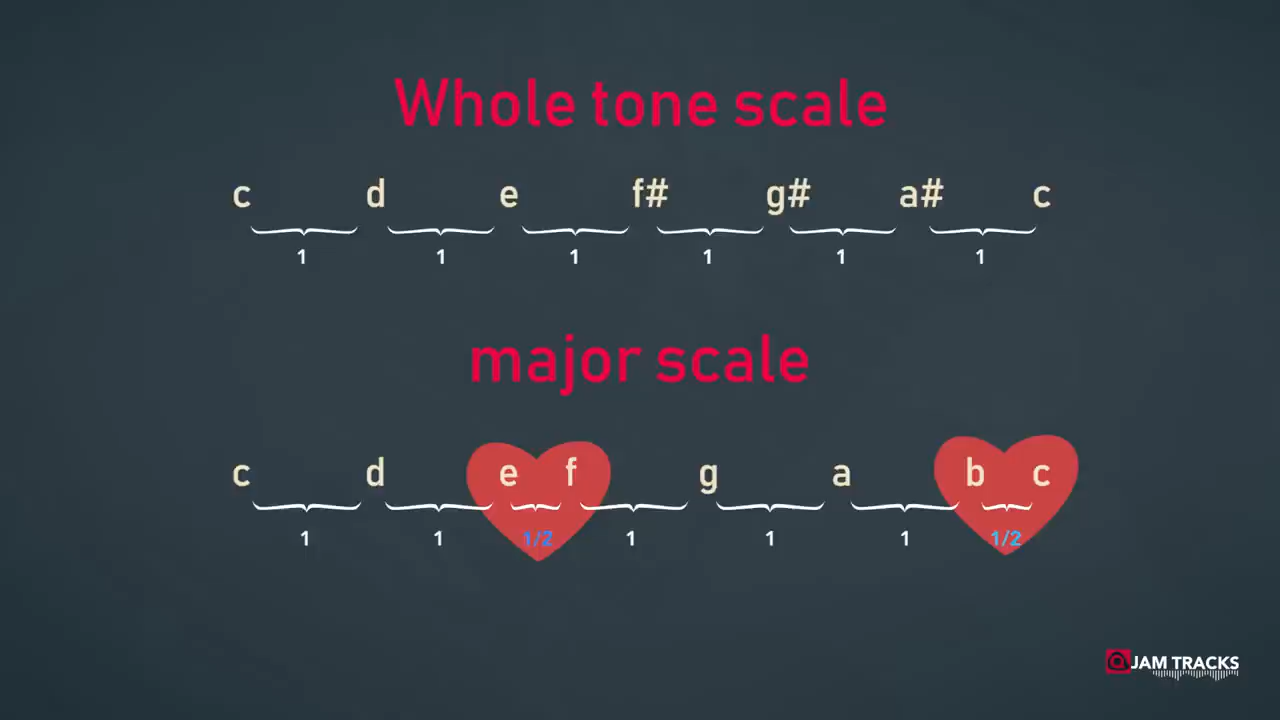 Whole tone scale
c d e f# g# a# c
1 1 1 1 1 1
major scale
c d e f g a b c
1 1 1/2 1 1 1 1/2
JAM TRACKS